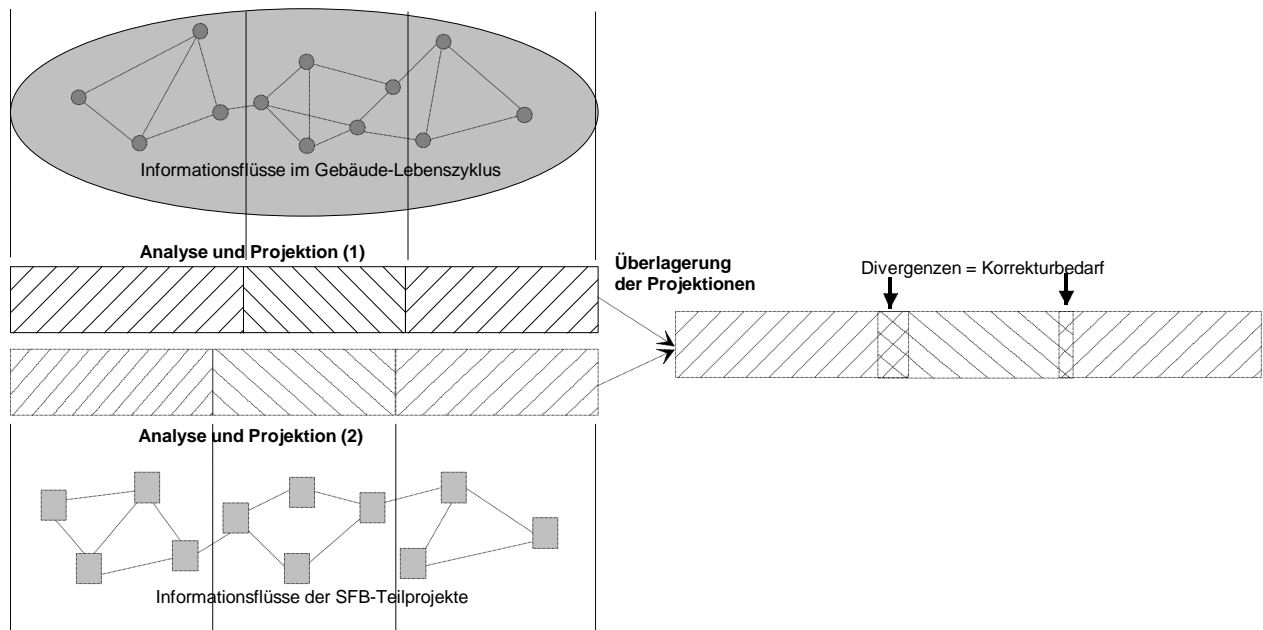 Informationsflüsse im Gebäude-Lebenszyklus
Analyse und Projektion (1)
Überlagerung
der Projektionen
Divergenzen = Korrekturbedarf
Analyse und Projektion (2)
Informationsflüsse der SFB-Teilprojekte